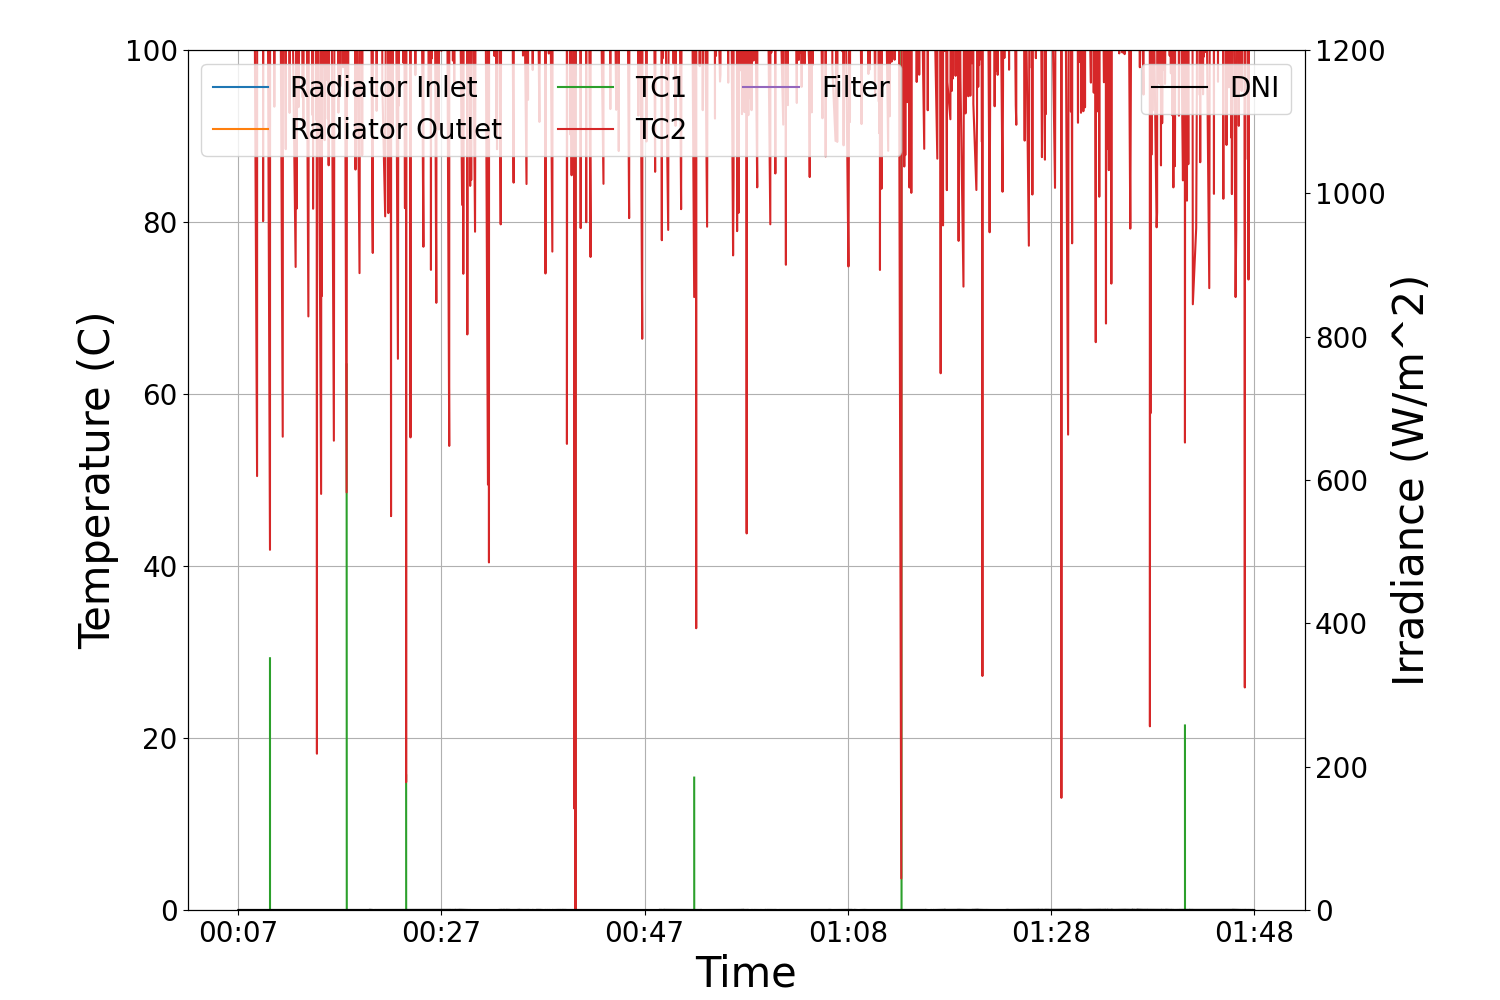 100
80
60
40
20
0
Temperature (C)
Radiator Inlet
Radiator Outlet
TC1
TC2
Filter
DNI
1200
1000
800
600
400
200
0
Irradiance (W/m^2)
00:07 00:27 00:47 01:08 01:28 01:48
Time